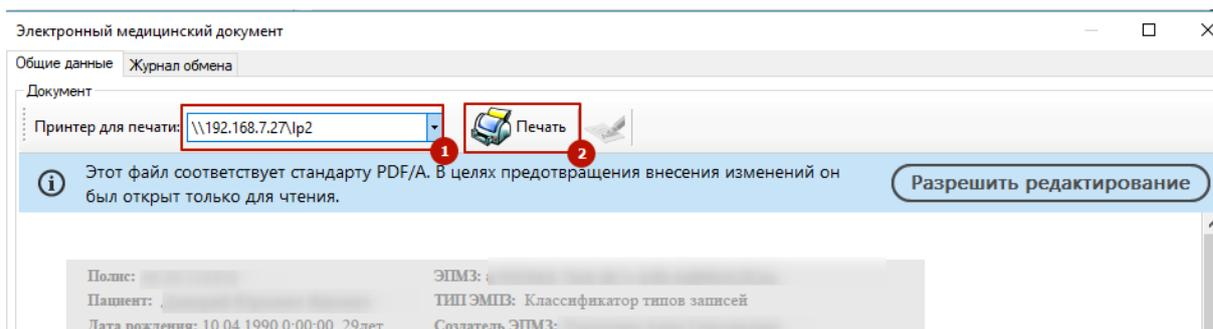 Электронный медицинский документ
Общие данные Журнал обмена
Документ
Принтер для печати: \\192.168.7.27\lp2 Печать
1 2
Этот файл соответствует стандарту PDF/A. В целях предотвращения внесения изменений он
был открыт только для чтения.
Разрешить редактирование
Полис: ЭПМЗ:
Пациент: ТИП ЭМПЗ: Классификатор типов записей
Дата рождения: 10.04.1990 0:00:00, 29лет Создатель ЭПМЗ: